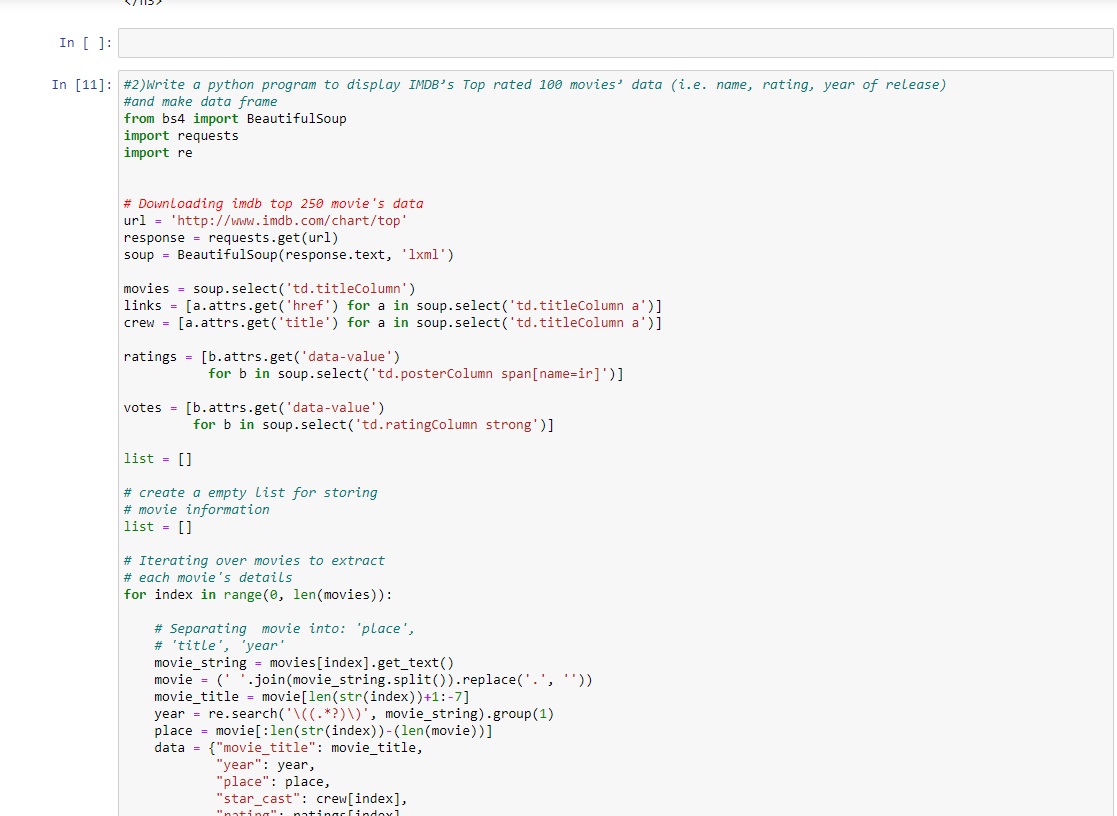 </h3>
In [ ]:
In [11]: #2)Write a python program to display IMDB's Top rated 100 movies' data (i.e. name, rating, year of release)
#and make data frame
from bs4 import BeautifulSoup
import requests
import re
# Downloading imdb top 250 movie's data
url = 'http://www.imdb.com/chart/top'
response = requests.get(url)
soup = BeautifulSoup(response.text, 'lxml')
movies = soup.select('td.titleColumn')
links = [a.attrs.get('href') for a in soup.select('td.titleColumn a')]
crew = [a.attrs.get('title') for a in soup.select('td.titleColumn a')]
ratings = [b.attrs.get('data-value')
for b in soup.select('td.posterColumn span[name=ir]')]
votes = [b.attrs.get('data-value')
for b in soup.select('td.ratingColumn strong')]
list = []
# create a empty list for storing
# movie information
list = []
# Iterating over movies to extract
# each movie's details
for index in range(0, len(movies)):
# Separating  movie into: 'place',
# 'title', 'year'
movie_string = movies[index].get_text()
movie = (' '.join(movie_string.split()).replace('.', ''))
movie_title = movie[len(str(index))+1:-7]
year = re.search('\((.*?)\)', movie_string).group(1)
place = movie[:len(str(index))-(len(movie))]
data = {"movie_title": movie_title,
"year": year,
"place": place,
"star_cast": crew[index],
"rating": ratings[index],